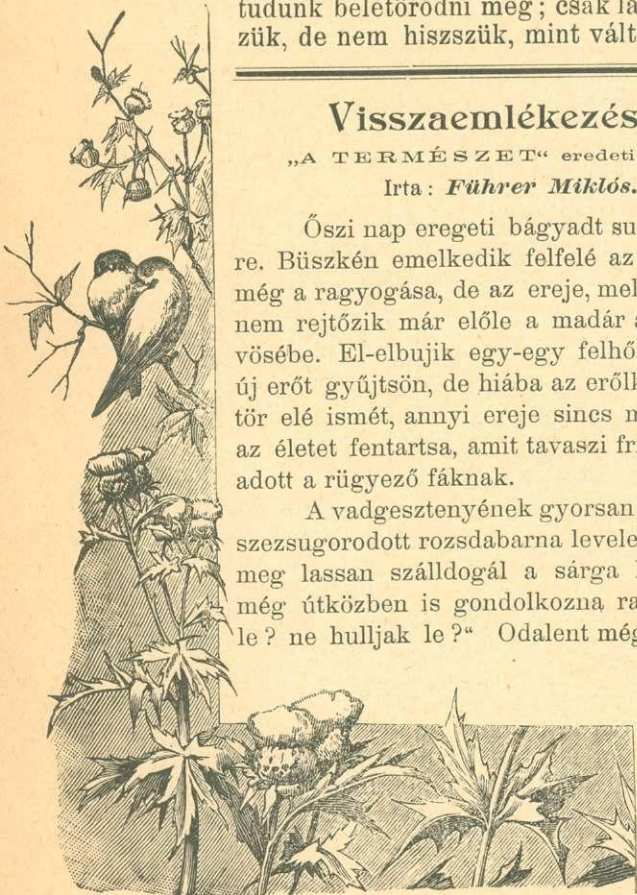 tudunk beletörődni még; csak lá
zük, de nem hiszszük, mint vált
Visszaemlékezés
„A TERMÉSZET“ eredeti
Irta: Führer Miklós.
Őszi nap eregeti bágyadt su
re. Büszkén emelkedik felfelé az
még a ragyogása, de az ereje, mel
nem rejtőzik már előle a madár a
vösébe. El-elbujik egy-egy felhő
új erőt gyűjtsön, de hiába az erőlk
tör elé ismét, annyi ereje sincs m
az életet fentartsa, amit tavaszi fri
adott a rügyező fáknak.
A vadgesztenyének gyorsan
szezsugorodott rozsdabarna levele
meg lassan szálldogál a sárga
még útközben is gondolkozna ra
le? ne hulljak le?“ Odalent még